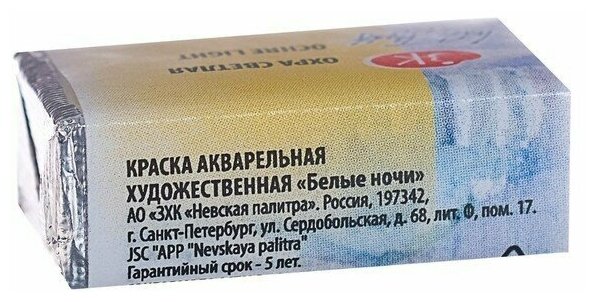 ОХРА СВЕТЛАЯ
OCHRE LIGHT
ЗК
КРАСКА АКВАРЕЛЬНАЯ
ХУДОЖЕСТВЕННАЯ «Белые ночи»
АО «ЗХК «Невская палитра». Россия, 197342,
г. Санкт-Петербург, ул. Сердобольская, д. 68, лит. Ф, пом. 17.
JSC "APP "Nevskaya palitra"
Гарантийный срок – 5 лет.